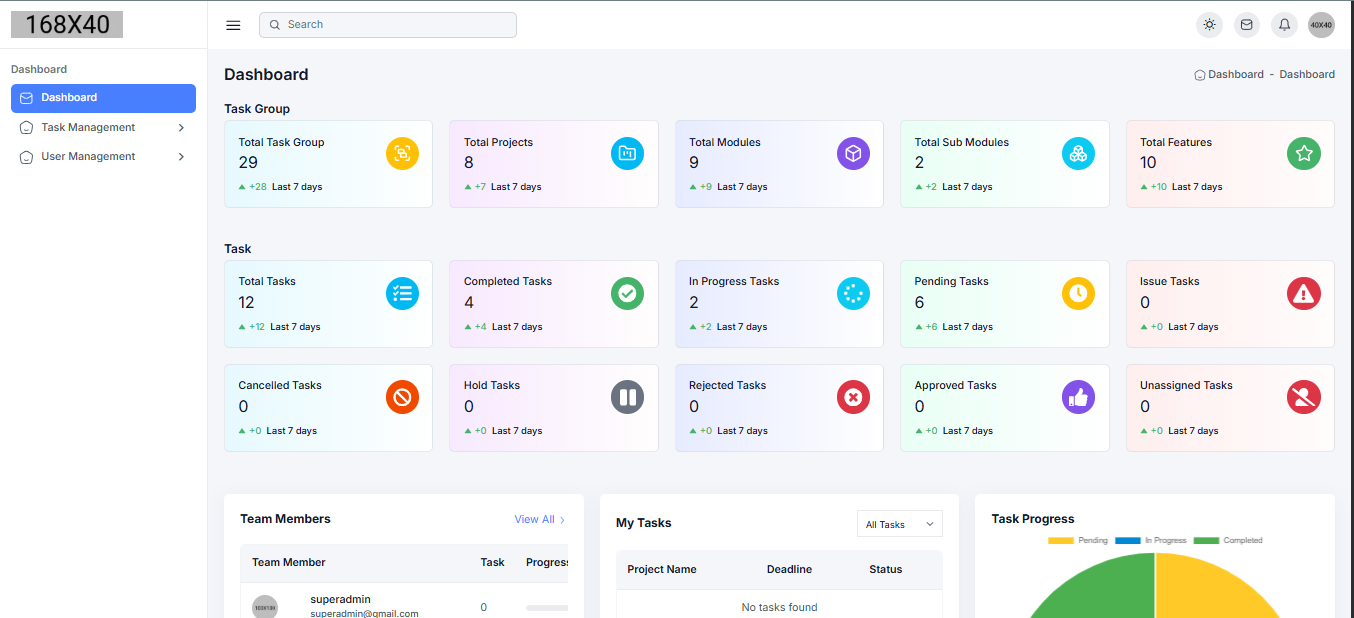 168X40
Search
40X40
Dashboard
Dashboard
Task Management
User Management
Dashboard
Dashboard - Dashboard
Task Group
Total Task Group
29
+28 Last 7 days
Total Projects
8
+7 Last 7 days
Total Modules
9
+9 Last 7 days
Total Sub Modules
2
+2 Last 7 days
Total Features
10
+10 Last 7 days
Task
Total Tasks
12
+12 Last 7 days
Completed Tasks
4
+4 Last 7 days
In Progress Tasks
2
+2 Last 7 days
Pending Tasks
6
+6 Last 7 days
Issue Tasks
0
+0 Last 7 days
Cancelled Tasks
0
+0 Last 7 days
Hold Tasks
0
+0 Last 7 days
Rejected Tasks
0
+0 Last 7 days
Approved Tasks
0
+0 Last 7 days
Unassigned Tasks
0
+0 Last 7 days
Team Members
View All
Team Member Task Progress
superadmin
superadmin@gmail.com
0
My Tasks
All Tasks
Project Name Deadline Status
No tasks found
Task Progress
Pending In Progress Completed